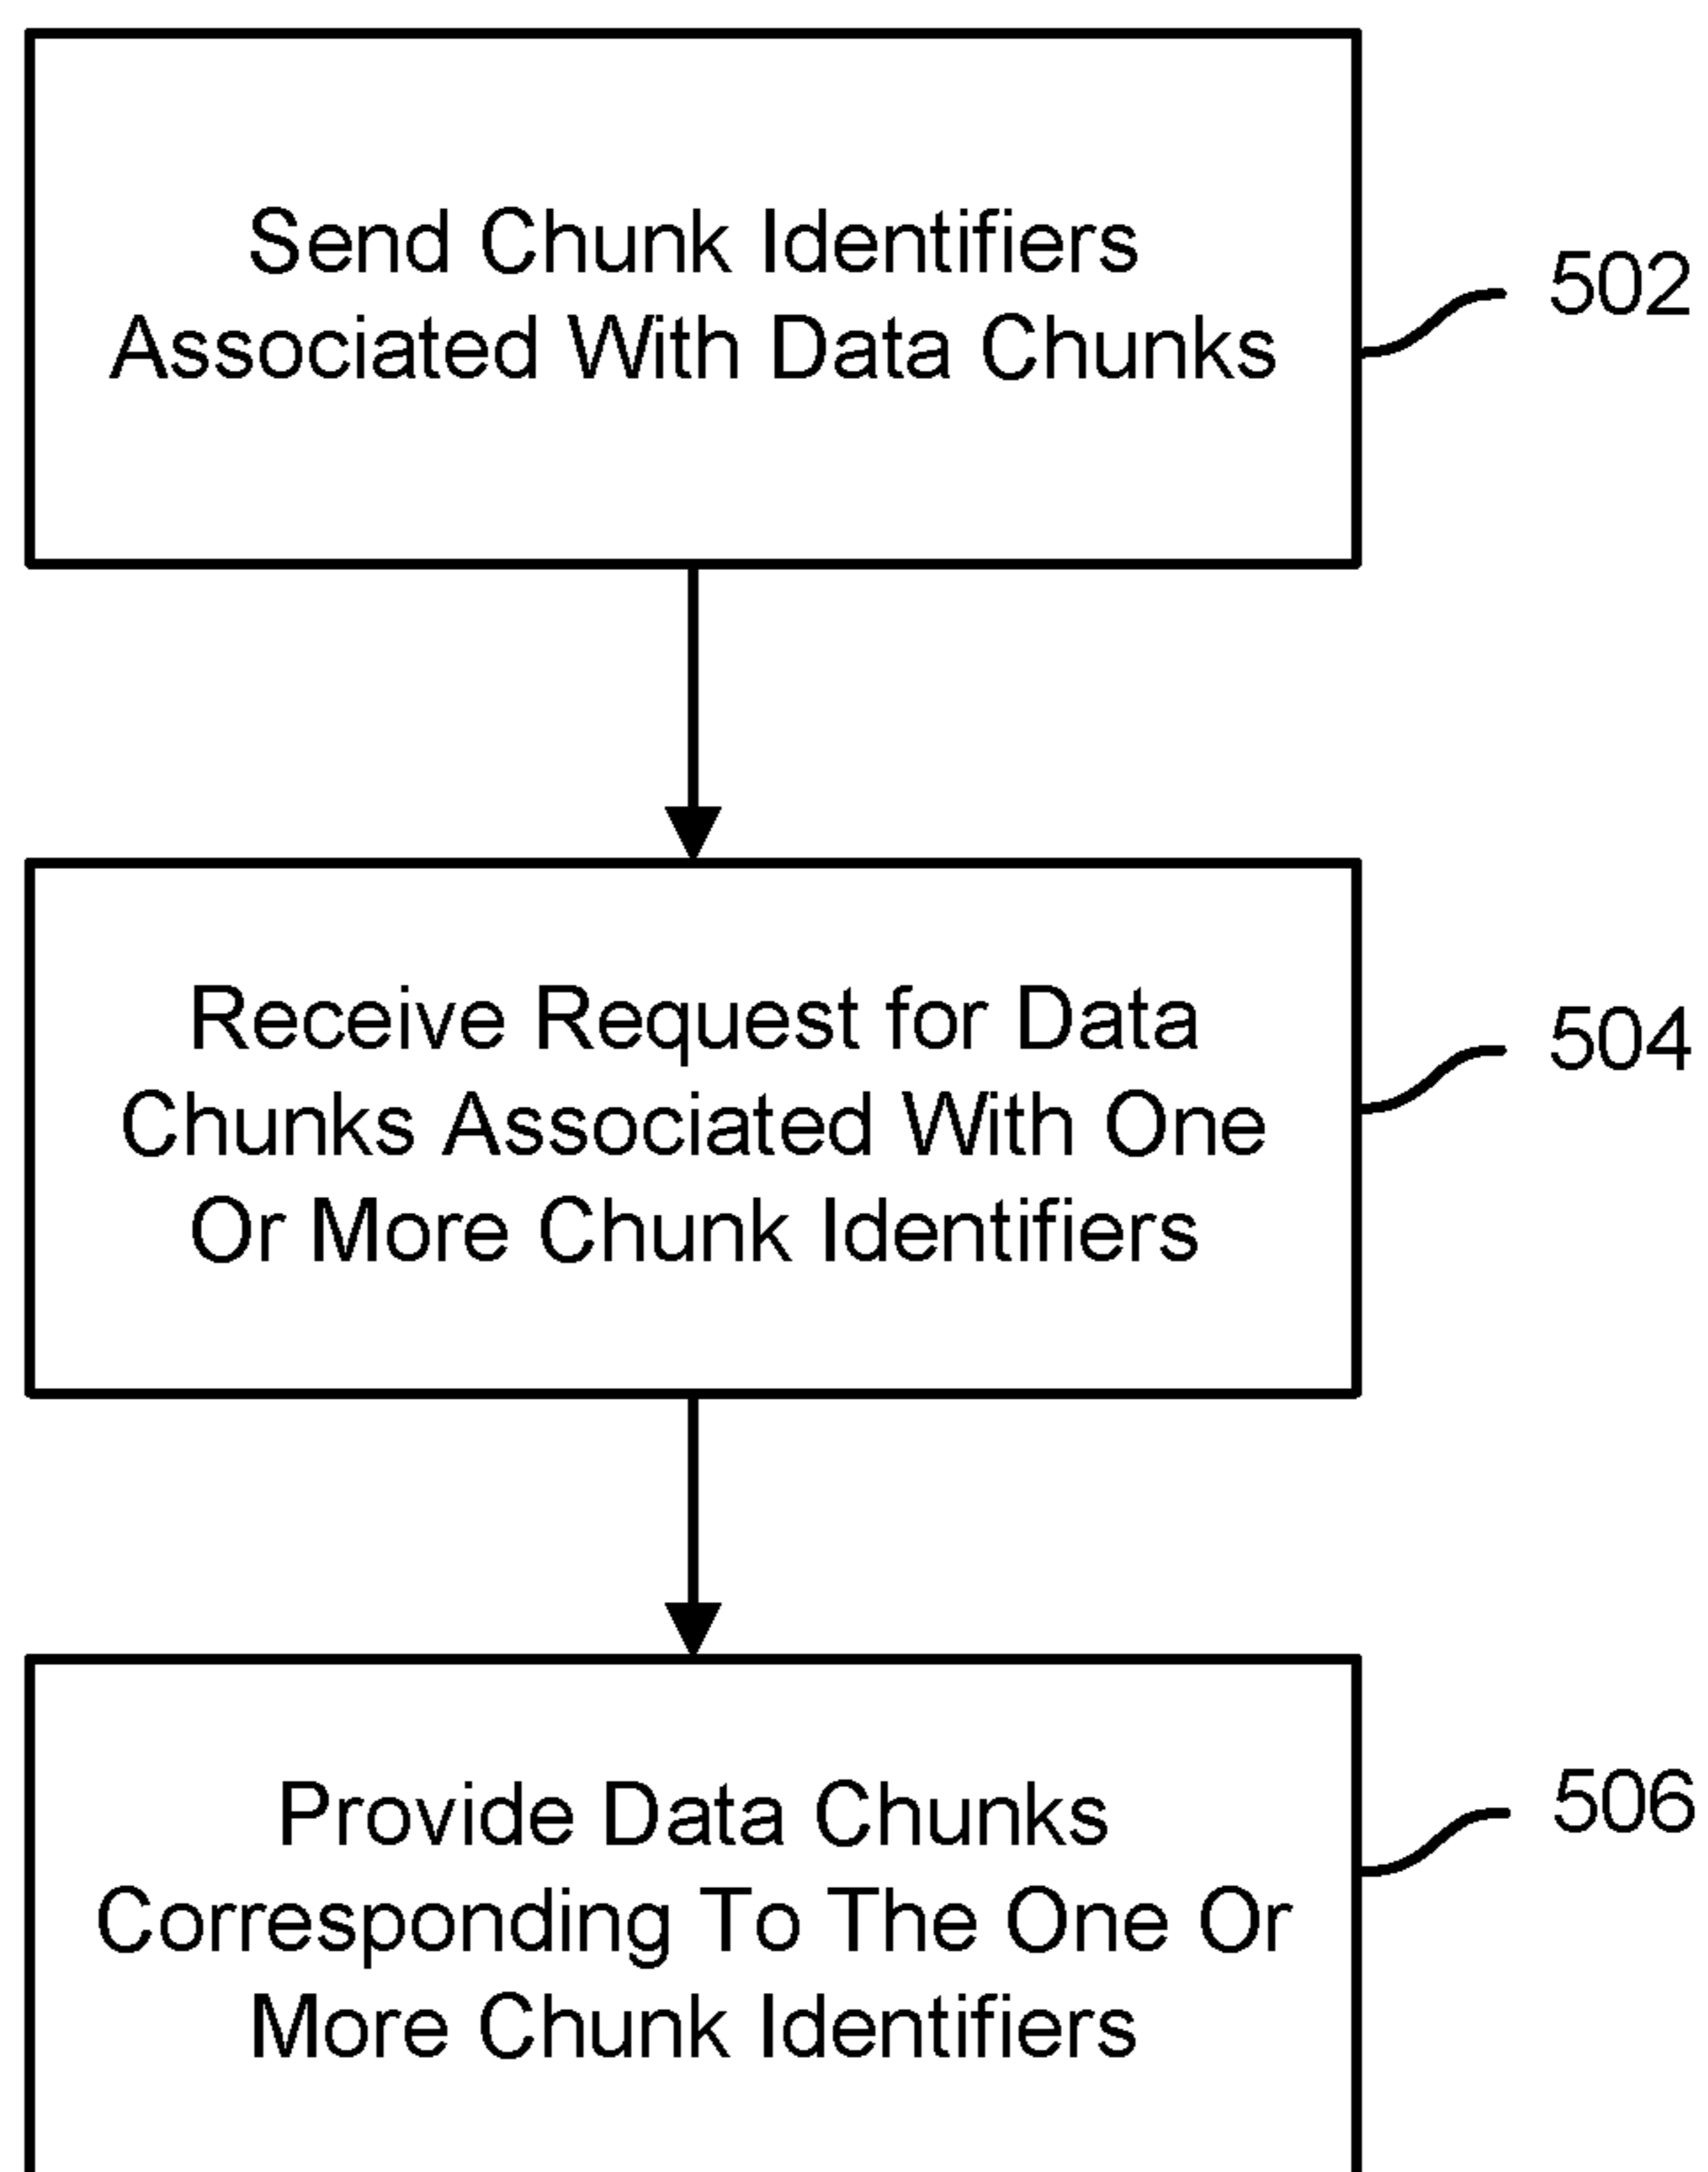 Send Chunk Identifiers
Associated With Data Chunks
502
Receive Request for Data
Chunks Associated With One
Or More Chunk Identifiers
504
Provide Data Chunks
Corresponding To The One Or
More Chunk Identifiers
506